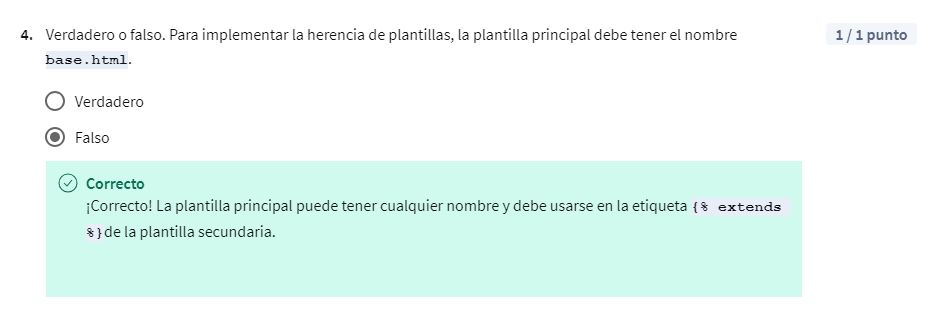 4. Verdadero o falso. Para implementar la herencia de plantillas, la plantilla principal debe tener el nombre
1 / 1 punto
base.html.
Verdadero
Falso
Correcto
¡Correcto! La plantilla principal puede tener cualquier nombre y debe usarse en la etiqueta {% extends
%}de la plantilla secundaria.